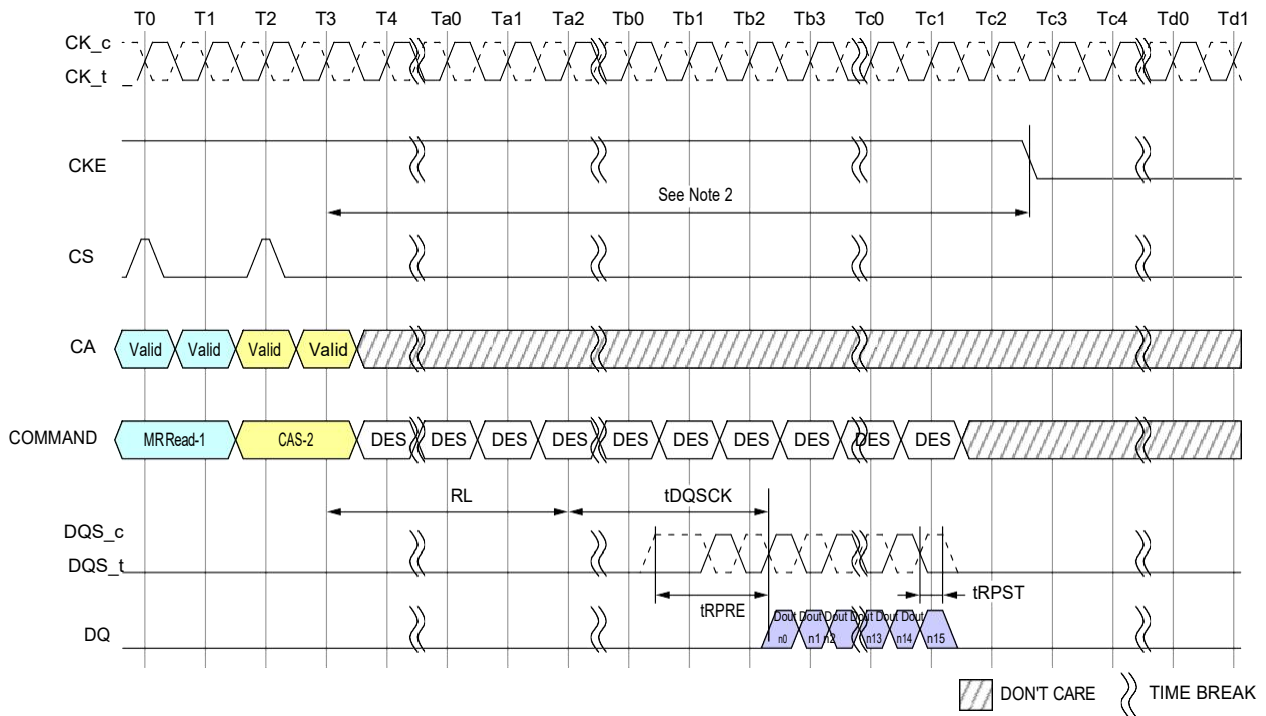 T0 T1 T2 T3 T4 Ta0 Ta1 Ta2 Tb0 Tb1 Tb2 Tb3 Tc0 Tc1 Tc2 Tc3 Tc4 Td0 Td1
CK_c
CK_t
CKE
See Note 2
CS
CA Valid Valid Valid Valid
COMMAND MR Read-1 CAS-2 DES DES DES DES DES DES DES DES DES DES
RL tDQSCK
DQS_c
DQS_t
tRPRE tRPST
DQ
Dout Dout Dout Dout Dout Dout
n0 n1 n2 n13 n14 n15
DON'T CARE TIME BREAK